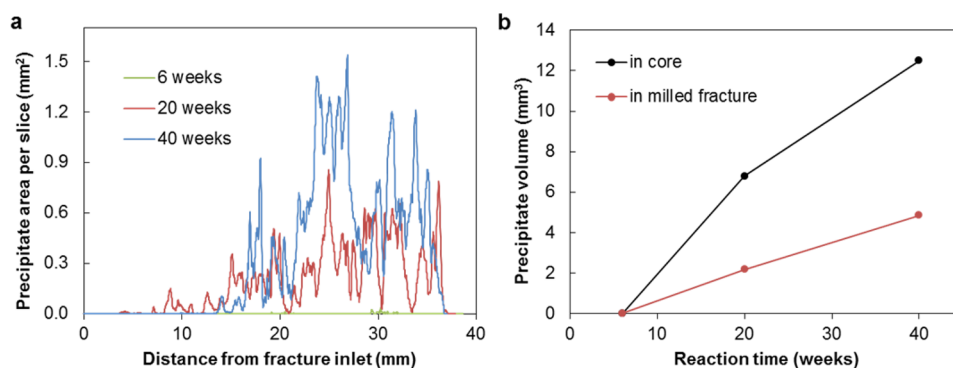 a
Precipitate area per slice (mm²)
1.5
1.2
0.9
0.6
0.3
0.0
6 weeks
20 weeks
40 weeks
0
10
20
30
40
Distance from fracture inlet (mm)
b
Precipitate volume (mm³)
14
12
10
8
6
4
2
0
in core
in milled fracture
0
10
20
30
40
Reaction time (weeks)